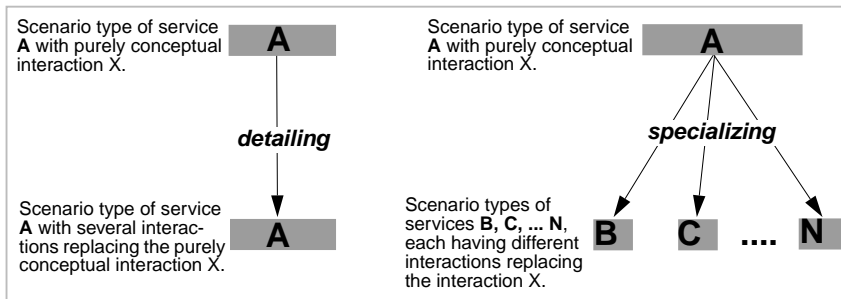 Scenario type of service
A with purely conceptual
interaction X.
A
detailing
Scenario type of service
A with several interac-
tions replacing the purely
conceptual interaction X.
A
Scenario type of service
A with purely conceptual
interaction X.
A
specializing
Scenario types of
services B, C, ... N,
each having different
interactions replacing
the interaction X.
B C .... N